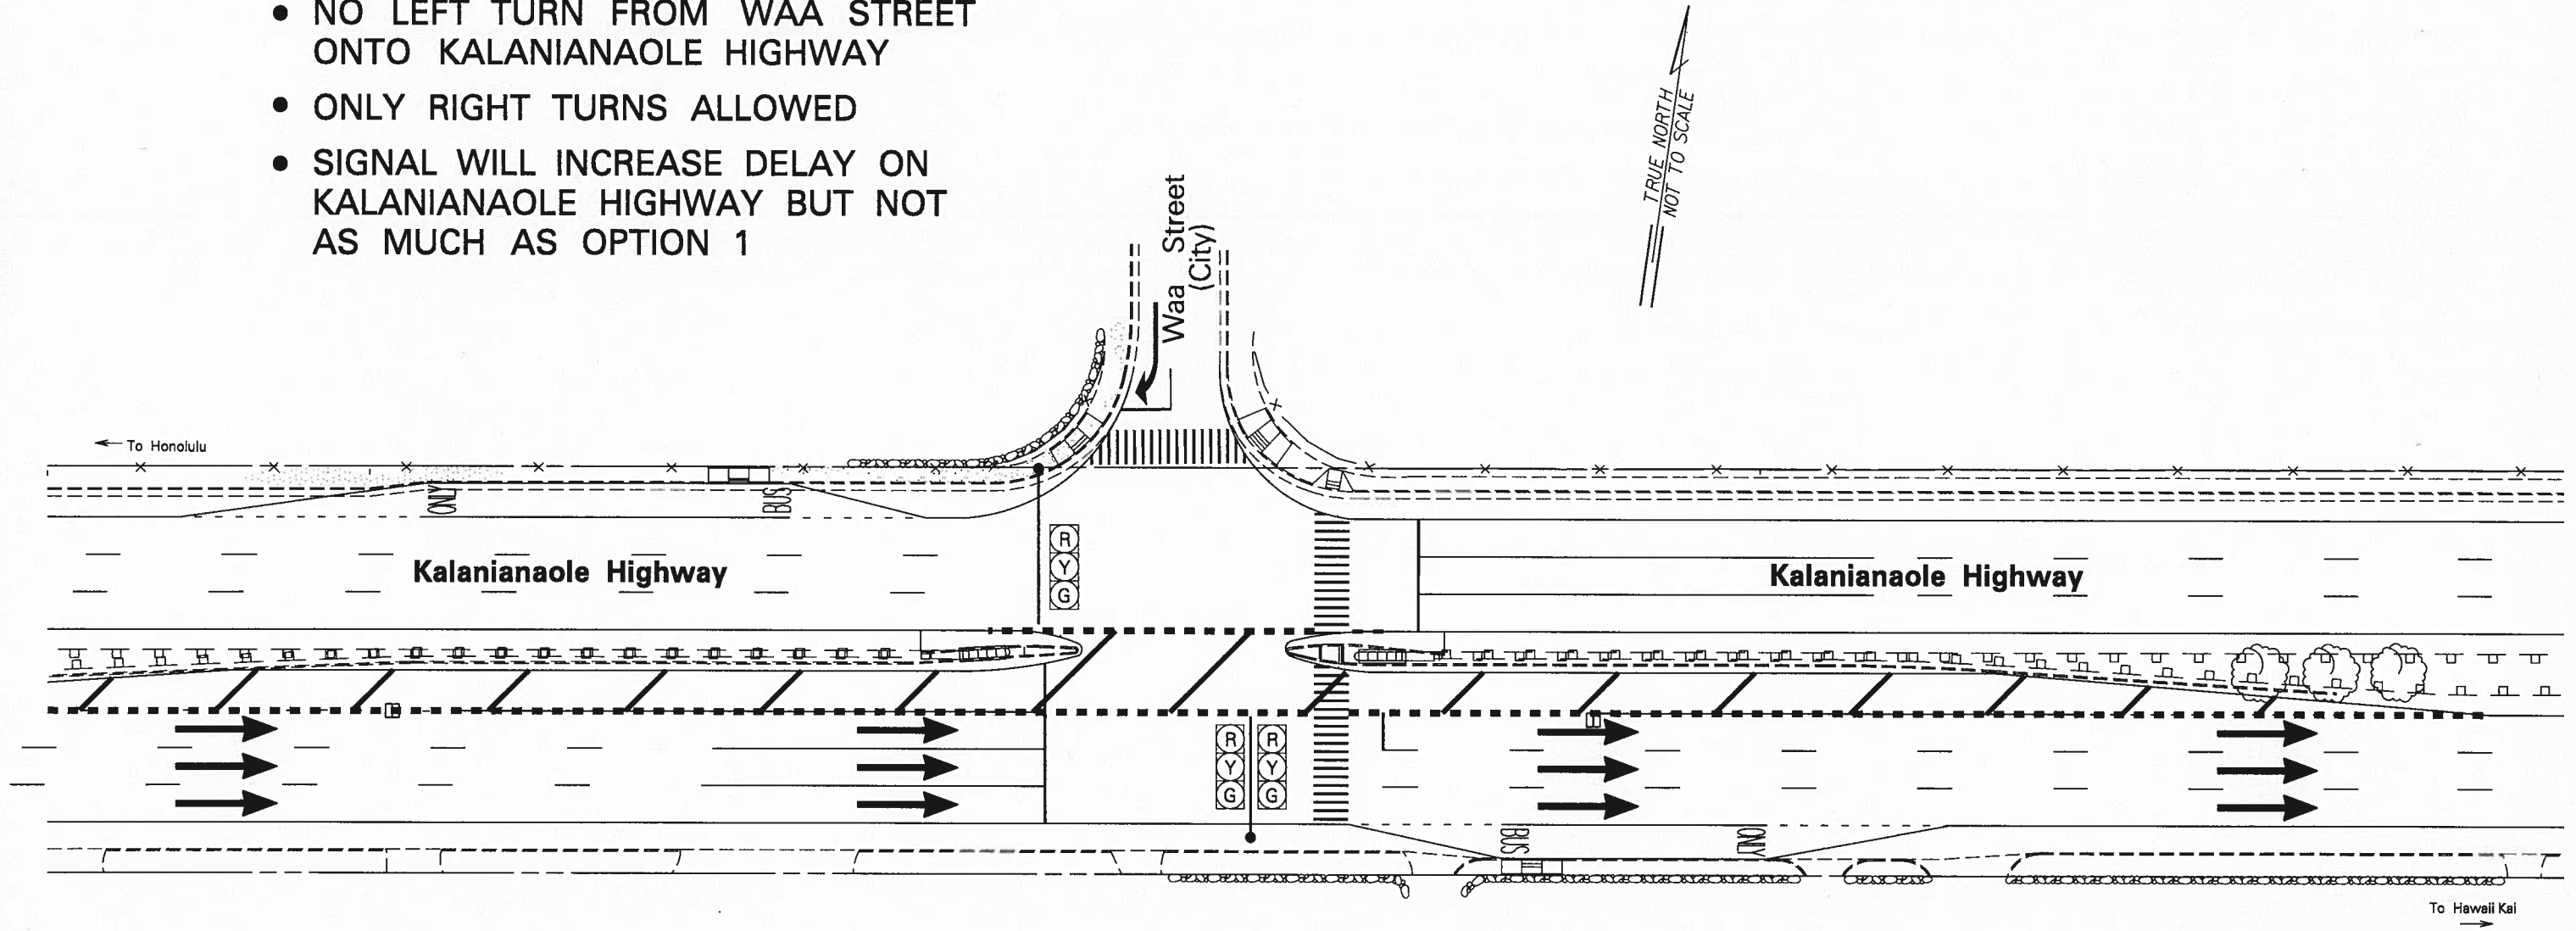 • NO LEFT TURN FROM WAA STREET
ONTO KALANIANAOLE HIGHWAY
• ONLY RIGHT TURNS ALLOWED
• SIGNAL WILL INCREASE DELAY ON
KALANIANAOLE HIGHWAY BUT NOT
AS MUCH AS OPTION 1
TRUE NORTH
NOT TO SCALE
Waa Street
(City)
To Honolulu
ONLY
BUS
R
Y
G
Kalanianaole Highway
Kalanianaole Highway
R R
Y Y
G G
BUS
ONLY
To Hawaii Kai